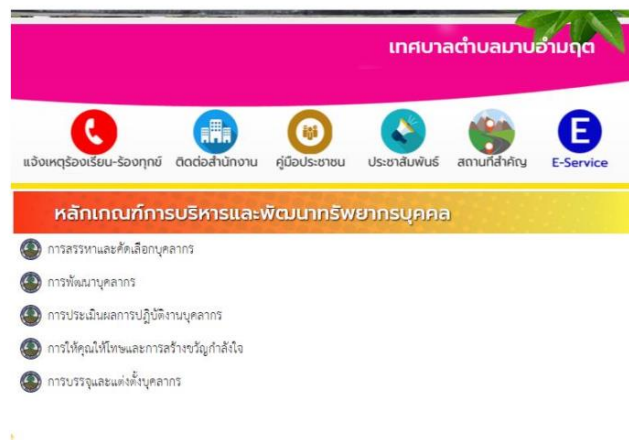 เทศบาลตำบลมาบอำมฤต
แจ้งเหตุร้องเรียน-ร้องทุกข์ ติดต่อสำนักงาน คู่มือประชาชน ประชาสัมพันธ์ สถานที่สำคัญ E-Service
หลักเกณฑ์การบริหารและพัฒนาทรัพยากรบุคคล
การสรรหาและคัดเลือกบุคลากร
การพัฒนาบุคลากร
การประเมินผลการปฏิบัติงานบุคลากร
การให้คุณให้โทษและการสร้างขวัญกำลังใจ
การบรรจุและแต่งตั้งบุคลากร